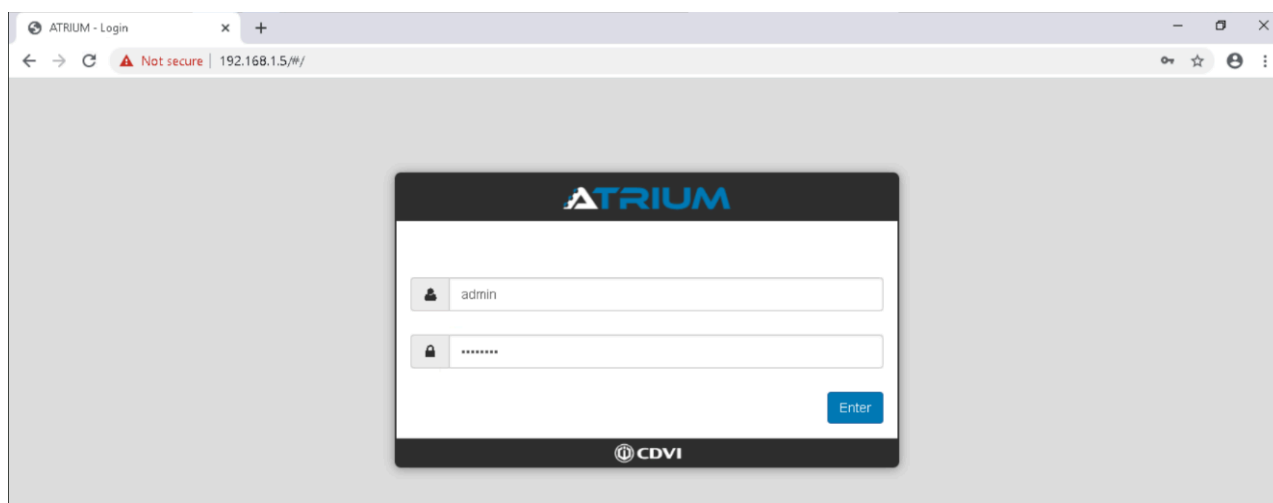 ATRIUM - Login
Not secure | 192.168.1.5/#/
ATRIUM
admin
••••••••
Enter
CDVI